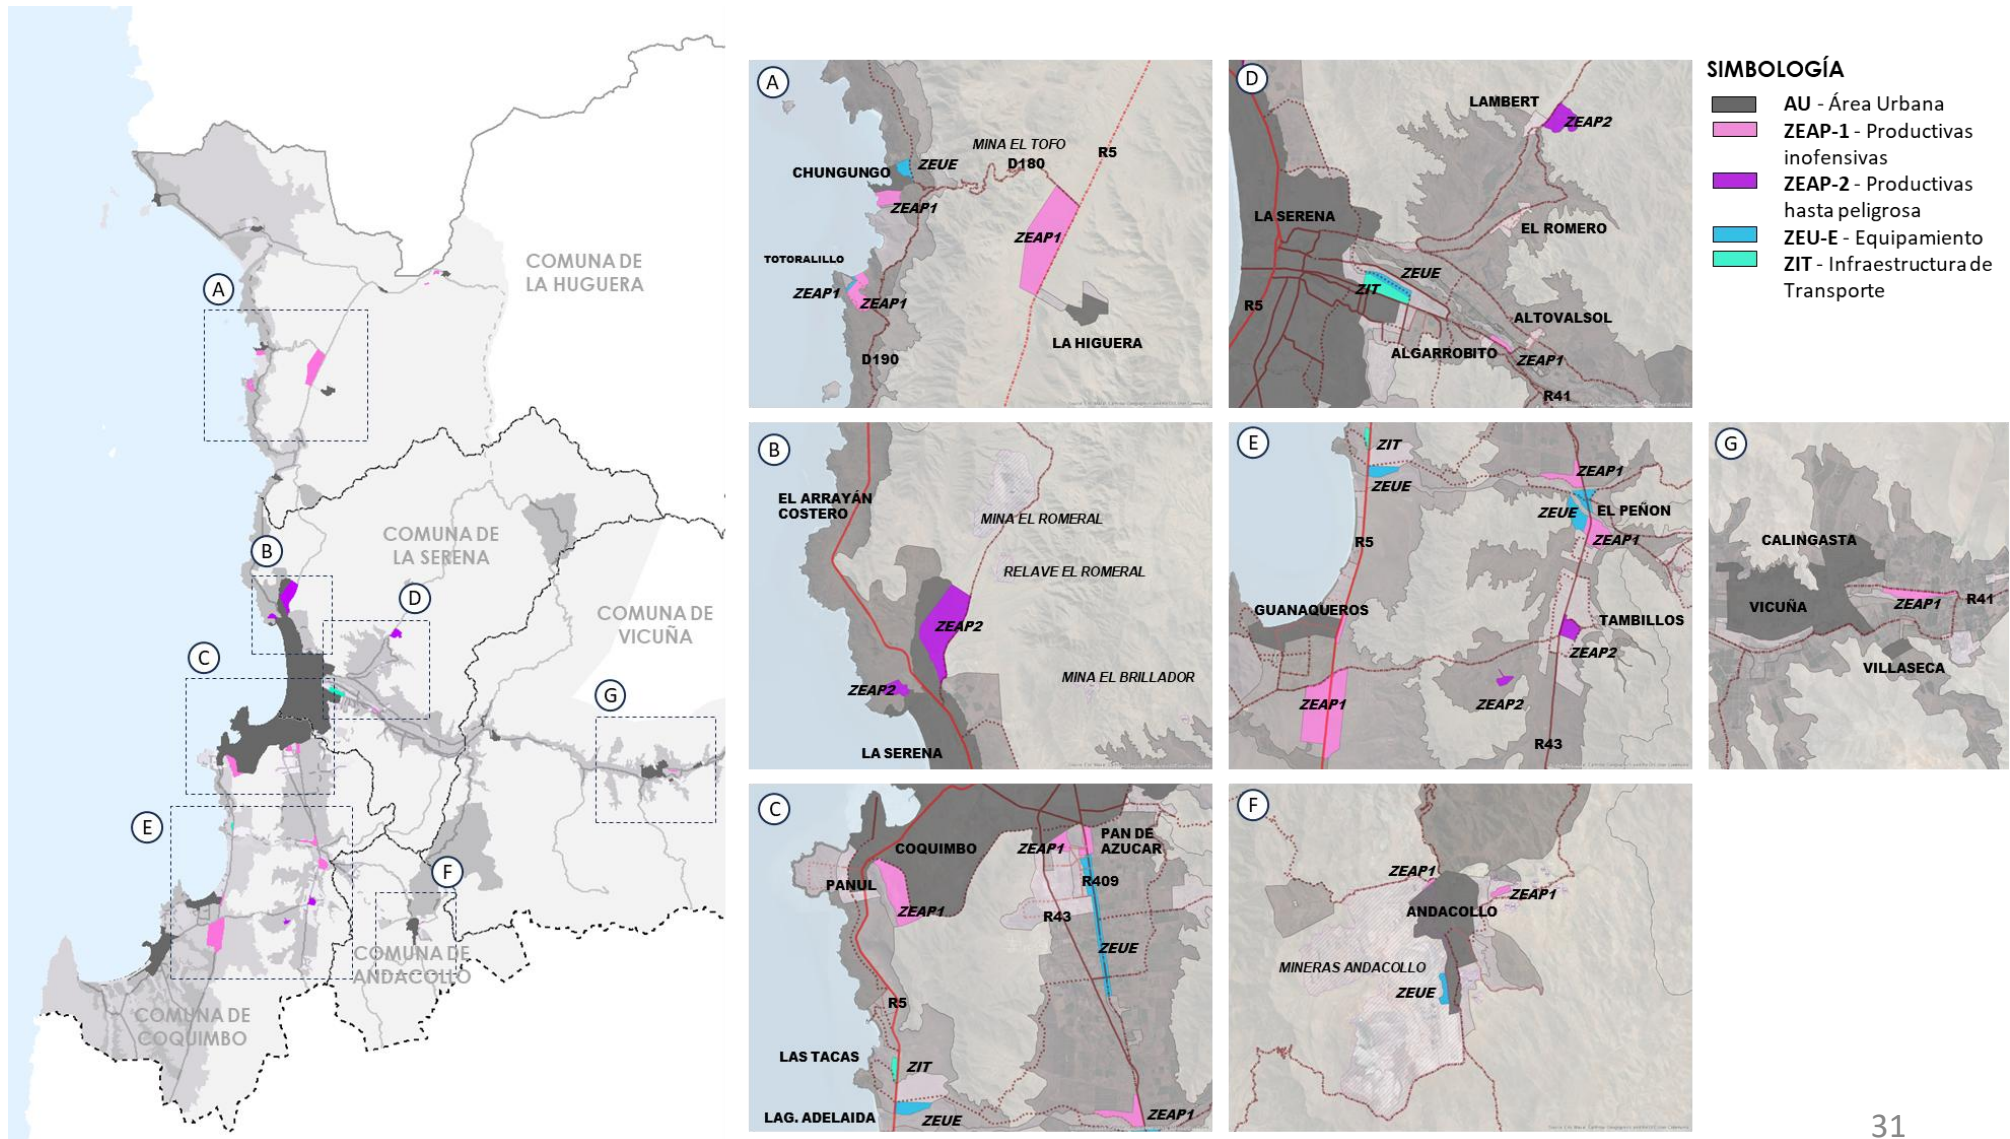 A
COMUNA DE
LA HUGUERA
COMUNA DE
LA SERENA
B
D
COMUNA DE
VICUÑA
C
G
E
F
COMUNA DE
ANDACOLLO
COMUNA DE
COQUIMBO
A
MINA EL TOFO
D180
R5
CHUNGUNGO
ZEUE
ZEAP1
ZEAP1
TOTORALILLO
ZEAP1
ZEAP1
LA HIGUERA
D190
B
EL ARRAYÁN
COSTERO
MINA EL ROMERAL
RELAVE EL ROMERAL
ZEAP2
MINA EL BRILLADOR
ZEAP2
LA SERENA
C
COQUIMBO
ZEAP1
PAN DE
AZUCAR
PAÑUL
R409
ZEAP1
R43
ZEUE
R5
LAS TACAS
ZIT
LAG. ADELAIDA
ZEUE
ZEAP1
D
LAMBERT
ZEAP2
LA SERENA
EL ROMERO
ZEUE
ZIT
R5
ALTOVALSOL
ALGARROBITO
ZEAP1
R41
E
ZIT
ZEUE
ZEAP1
ZEUE
EL PEÑON
R5
ZEAP1
GUANAQUEROS
TAMBILLOS
ZEAP2
ZEAP1
ZEAP2
R43
F
ZEAP1
ZEAP1
ANDACOLLO
MINERAS ANDACOLLO
ZEUE
G
CALINGASTA
VICUÑA
ZEAP1
R41
VILLASECA
SIMBOLOGÍA
AU - Área Urbana
ZEAP-1 - Productivas
inofensivas
ZEAP-2 - Productivas
hasta peligrosa
ZEU-E - Equipamiento
ZIT - Infraestructura de
Transporte
31